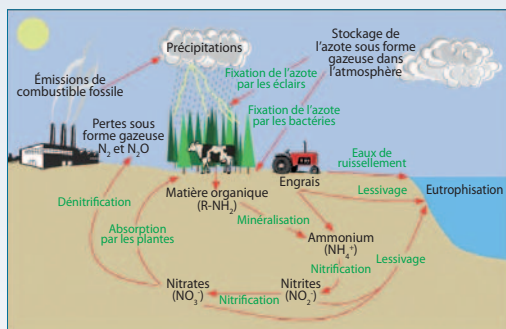 Précipitations
Stockage de
l'azote sous forme
gazeuse dans
l'atmosphère
Émissions de
combustible fossile
Fixation de l'azote
par les éclairs
Pertes sous
forme gazeuse
N₂ et N₂O
Fixation de l'azote
par les bactéries
Eaux de
ruissellement
Matière organique
(R-NH₂)
Engrais
Lessivage
Eutrophisation
Dénitrification
Minéralisation
Absorption
par les plantes
Ammonium
(NH₄⁺)
Nitrification
Lessivage
Nitrates
(NO₃⁻)
Nitrification
Nitrites
(NO₂⁻)